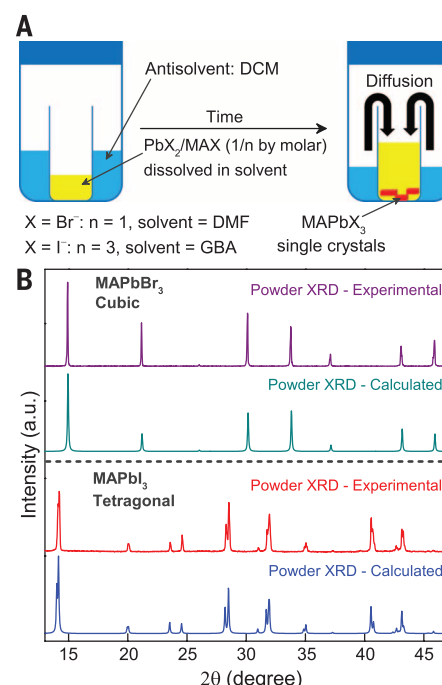 A
Antisolvent: DCM
Time
PbX₂/MAX (1/n by molar)
dissolved in solvent
Diffusion
X = Br⁻: n = 1, solvent = DMF
X = I⁻: n = 3, solvent = GBA
MAPbX₃
single crystals
B
MAPbBr₃
Cubic
Powder XRD - Experimental
Powder XRD - Calculated
MAPbI₃
Tetragonal
Powder XRD - Experimental
Powder XRD - Calculated
Intensity (a.u.)
15 20 25 30 35 40 45
2θ (degree)